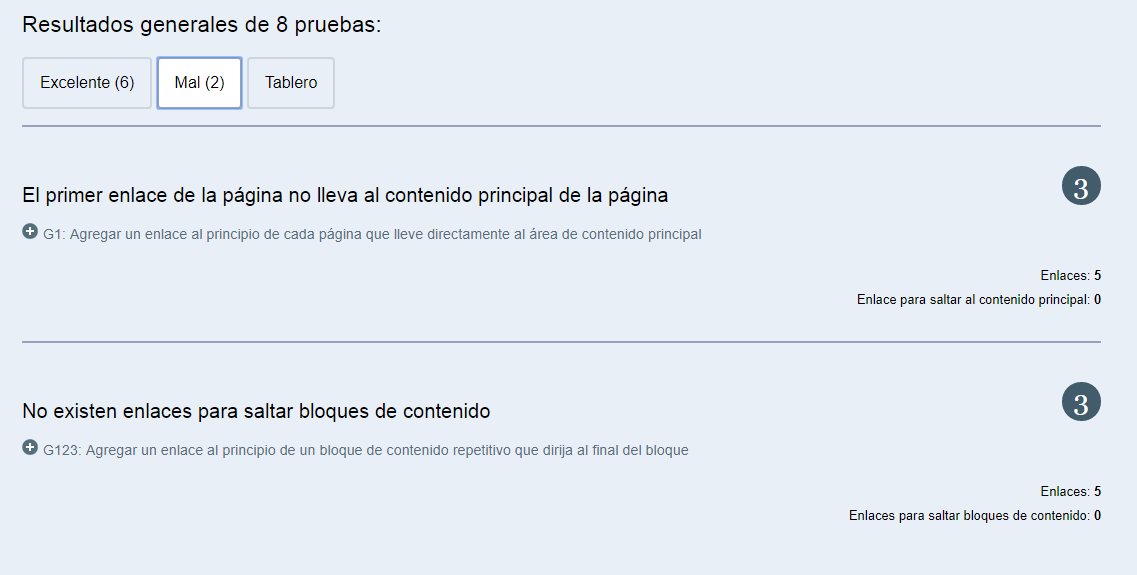 Resultados generales de 8 pruebas:
Excelente (6) Mal (2) Tablero
3
El primer enlace de la página no lleva al contenido principal de la página
G1: Agregar un enlace al principio de cada página que lleve directamente al área de contenido principal
Enlaces: 5
Enlace para saltar al contenido principal: 0
3
No existen enlaces para saltar bloques de contenido
G123: Agregar un enlace al principio de un bloque de contenido repetitivo que dirija al final del bloque
Enlaces: 5
Enlaces para saltar bloques de contenido: 0